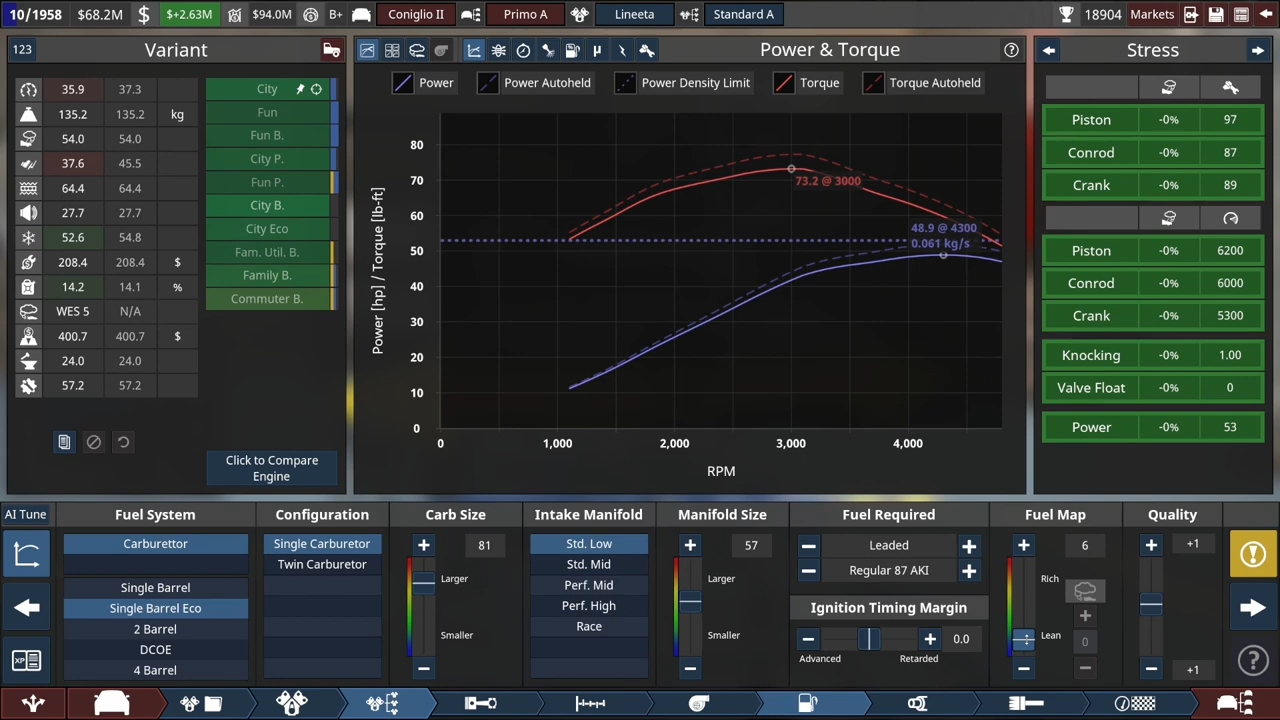 10/1958 $68.2M $ $+2.63M $94.0M B+ Coniglio II Primo A Lineeta Standard A 18904 Markets
123 Variant
35.9 37.3
135.2 135.2 kg
54.0 54.0
37.6 45.5
64.4 64.4
27.7 27.7
52.6 54.8
208.4 208.4 $
14.2 14.1 %
WES 5 N/A
400.7 400.7 $
24.0 24.0
57.2 57.2
City
Fun
Fun B.
City P.
Fun P.
City B.
City Eco
Fam. Util. B.
Family B.
Commuter B.
Click to Compare
Engine
Power & Torque
Power Power Autoheld Power Density Limit Torque Torque Autoheld
Power [hp] / Torque [lb-ft]
80
70
60
50
40
30
20
10
0
73.2 @ 3000
48.9 @ 4300
0.061 kg/s
0 1,000 2,000 3,000 4,000
RPM
Stress
Piston -0% 97
Conrod -0% 87
Crank -0% 89
Piston -0% 6200
Conrod -0% 6000
Crank -0% 5300
Knocking -0% 1.00
Valve Float -0% 0
Power -0% 53
AI Tune
XP
Fuel System
Carburettor
Single Barrel
Single Barrel Eco
2 Barrel
DCOE
4 Barrel
Configuration
Single Carburetor
Twin Carburetor
Carb Size
81
Larger
Smaller
Intake Manifold
Std. Low
Std. Mid
Perf. Mid
Perf. High
Race
Manifold Size
57
Larger
Smaller
Fuel Required
Leaded
Regular 87 AKI
Ignition Timing Margin
0.0
Advanced Retarded
Fuel Map
6
Rich
0
Lean
Quality
+1
+1